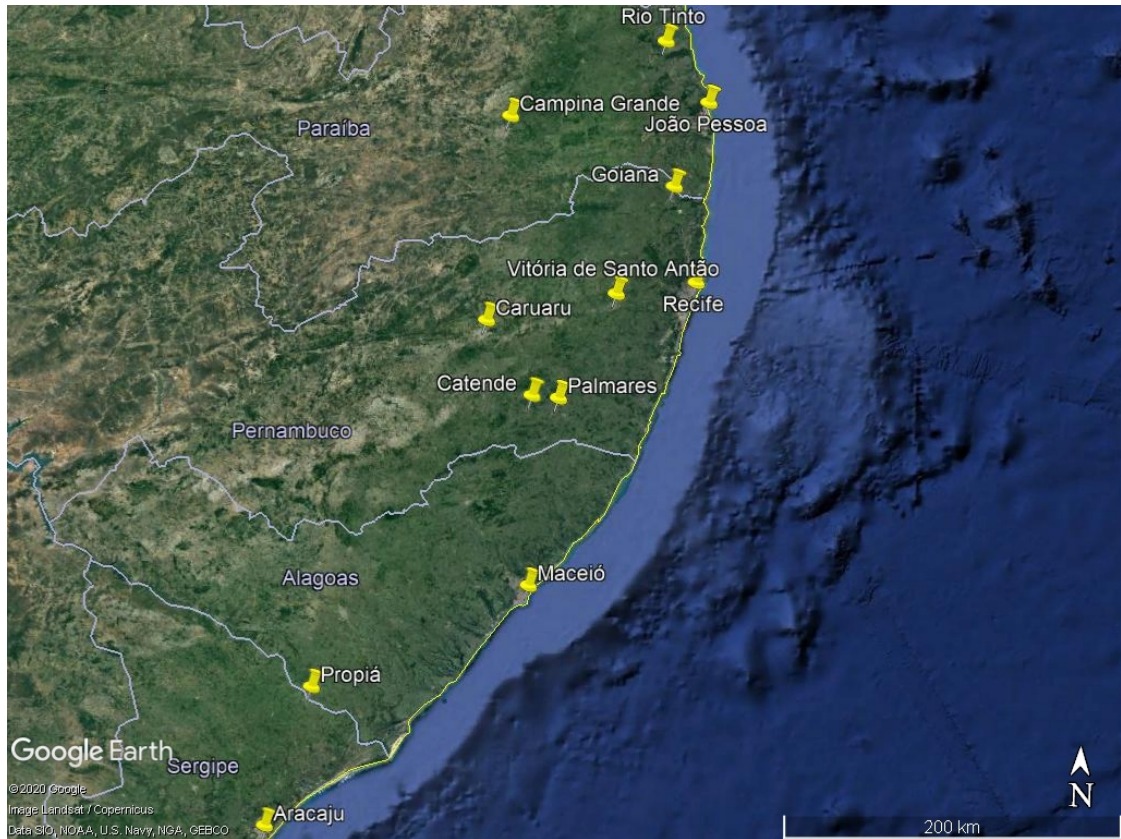 Rio Tinto
Campina Grande
João Pessoa
Paraíba
Goiana
Vitória de Santo Antão
Recife
Caruaru
Catende
Palmares
Pernambuco
Maceió
Alagoas
Propiá
Google Earth
Sergipe
©2020 Google
Image Landsat / Copernicus
Data SIO, NOAA, U.S. Navy, NGA, GEBCO
Aracaju
N
200 km